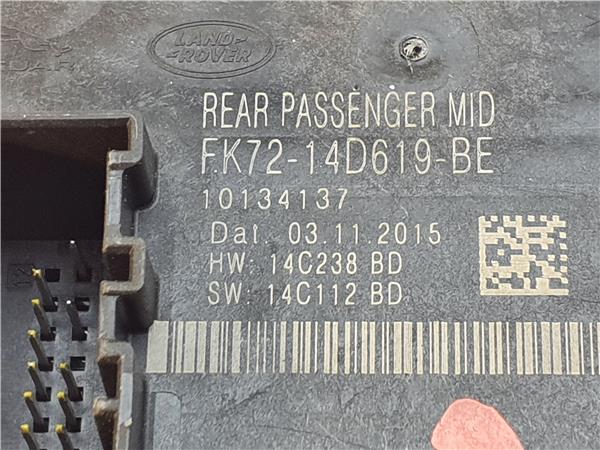 LAND-
-ROVER
REAR PASSENGER MID
FK72-14D619-BE
10134137
Dat. 03.11.2015
HW: 14C238 BD
SW: 14C112 BD